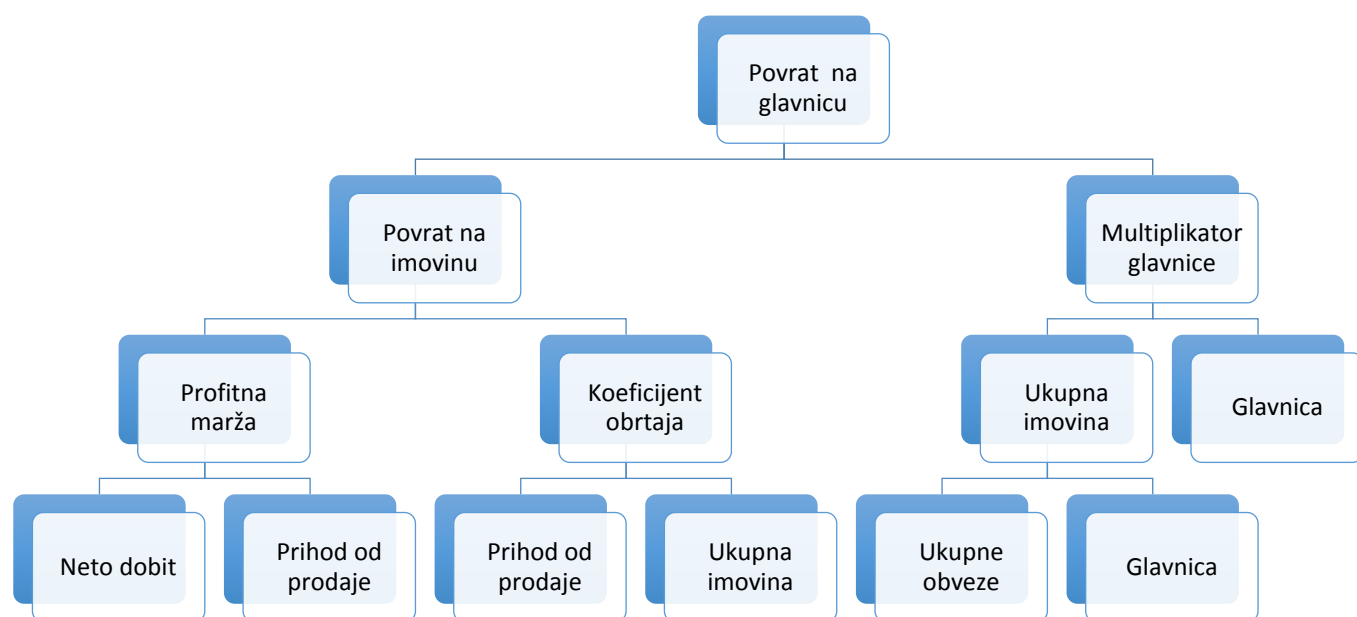 Povrat na
glavnicu
Povrat na
imovinu
Multiplikator
glavnice
Profitna
marža
Koeficijent
obrtaja
Ukupna
imovina
Glavnica
Neto dobit
Prihod od
prodaje
Prihod od
prodaje
Ukupna
imovina
Ukupne
obveze
Glavnica